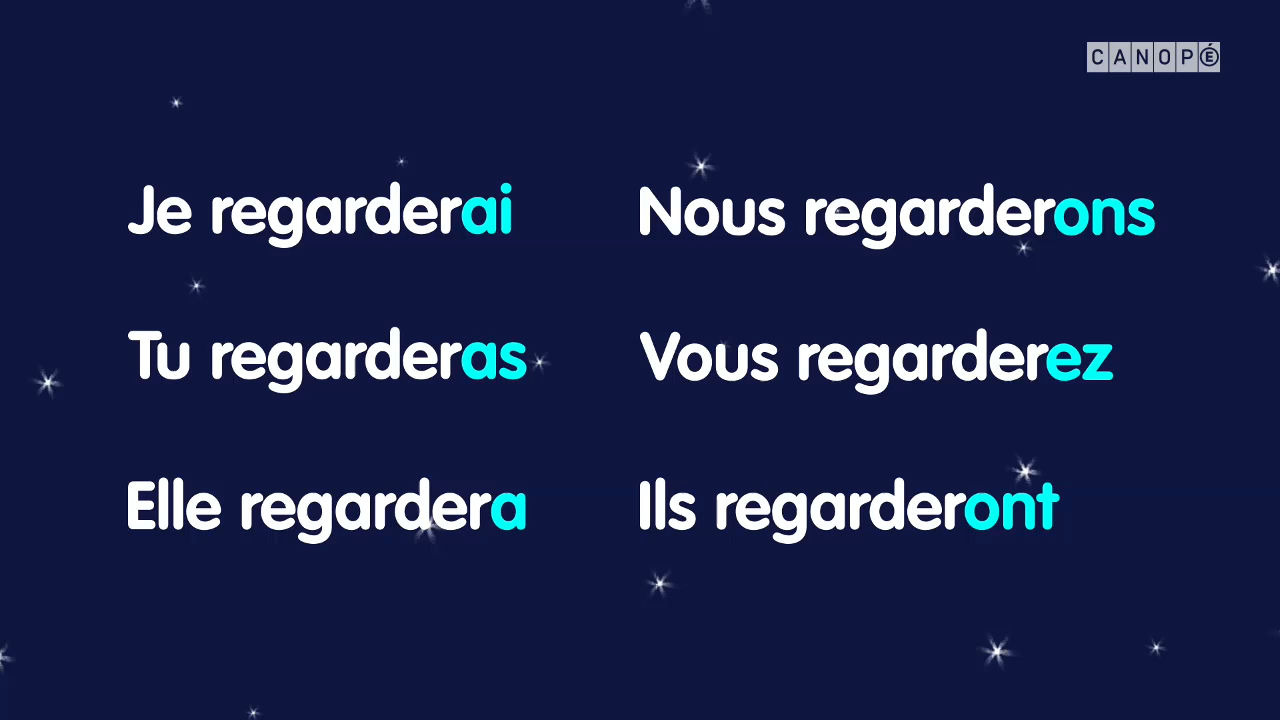 CANOPÉ
Je regarderai
Tu regarderas
Elle regardera
Nous regarderons
Vous regarderez
Ils regarderont